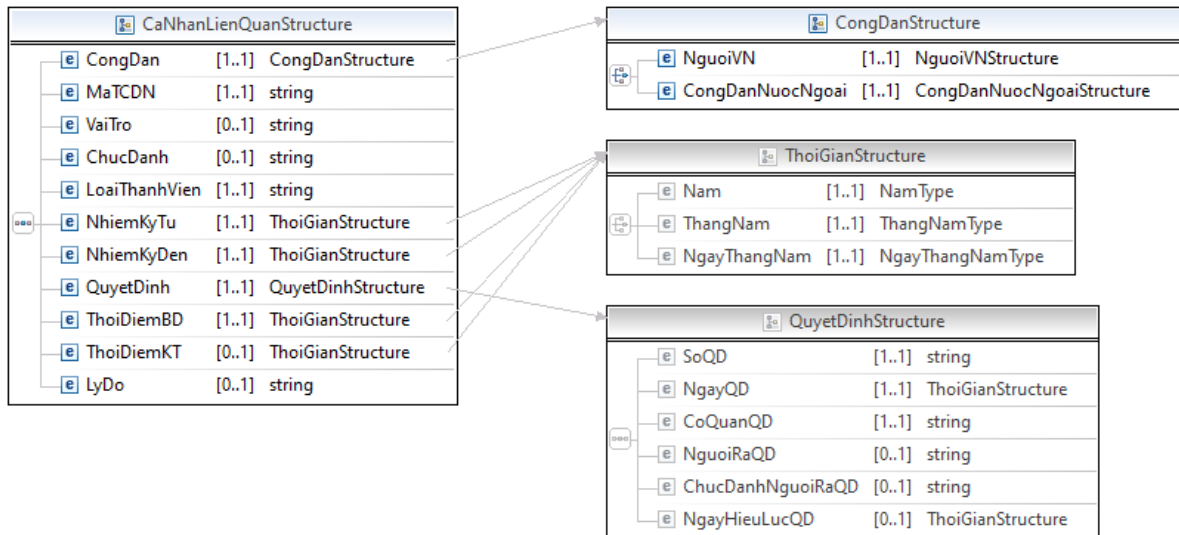 CaNhanLienQuanStructure
CongDan [1..1] CongDanStructure
MaTCDN [1..1] string
VaiTro [0..1] string
ChucDanh [0..1] string
LoaiThanhVien [1..1] string
NhiemKyTu [1..1] ThoiGianStructure
NhiemKyDen [1..1] ThoiGianStructure
QuyetDinh [1..1] QuyetDinhStructure
ThoiDiemBD [1..1] ThoiGianStructure
ThoiDiemKT [0..1] ThoiGianStructure
LyDo [0..1] string
CongDanStructure
NguoiVN [1..1] NguoiVNStructure
CongDanNuocNgoai [1..1] CongDanNuocNgoaiStructure
ThoiGianStructure
Nam [1..1] NamType
ThangNam [1..1] ThangNamType
NgayThangNam [1..1] NgayThangNamType
QuyetDinhStructure
SoQD [1..1] string
NgayQD [1..1] ThoiGianStructure
CoQuanQD [1..1] string
NguoiRaQD [0..1] string
ChucDanhNguoiRaQD [0..1] string
NgayHieuLucQD [0..1] ThoiGianStructure